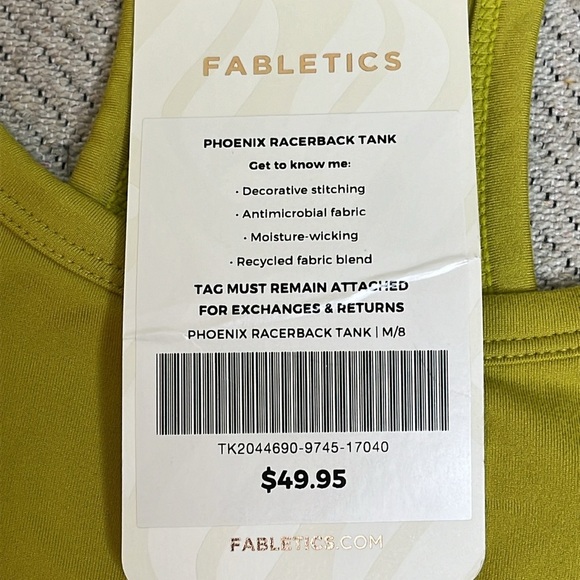 FABLETICS
PHOENIX RACERBACK TANK
Get to know me:
• Decorative stitching
• Antimicrobial fabric
• Moisture-wicking
• Recycled fabric blend
TAG MUST REMAIN ATTACHED
FOR EXCHANGES & RETURNS
PHOENIX RACERBACK TANK | M/8
TK2044690-9745-17040
$49.95
FABLETICS.COM